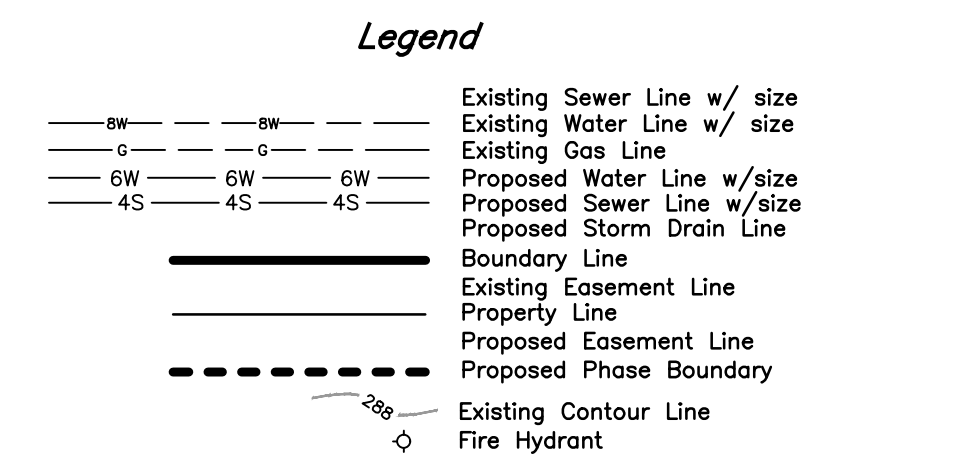 Legend
Existing Sewer Line w/ size
8W 8W Existing Water Line w/ size
G G Existing Gas Line
6W 6W 6W Proposed Water Line w/size
4S 4S 4S Proposed Sewer Line w/size
Proposed Storm Drain Line
Boundary Line
Existing Easement Line
Property Line
Proposed Easement Line
Proposed Phase Boundary
288 Existing Contour Line
Fire Hydrant